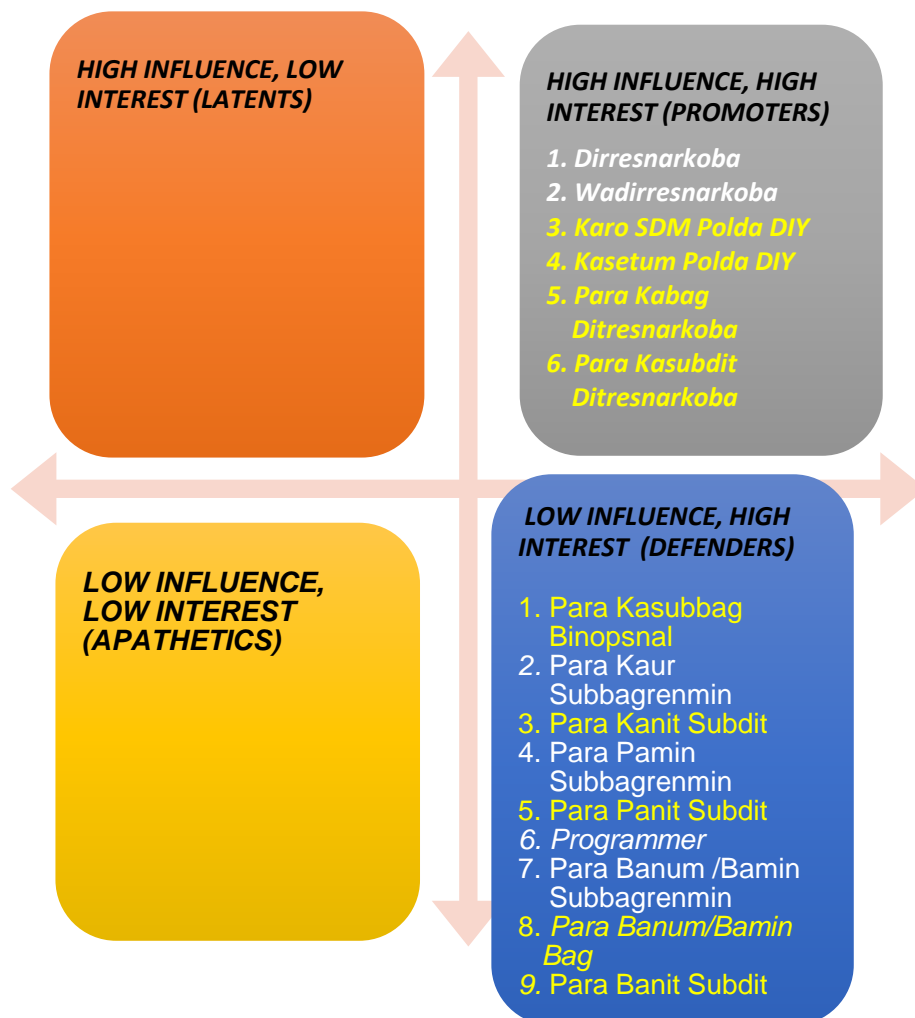 HIGH INFLUENCE, LOW
INTEREST (LATENTS)
HIGH INFLUENCE, HIGH
INTEREST (PROMOTERS)
1. Dirresnarkoba
2. Wadirresnarkoba
3. Karo SDM Polda DIY
4. Kasetum Polda DIY
5. Para Kabag
Ditresnarkoba
6. Para Kasubdit
Ditresnarkoba
LOW INFLUENCE,
LOW INTEREST
(APATHETICS)
LOW INFLUENCE, HIGH
INTEREST (DEFENDERS)
1. Para Kasubbag
Binopsnal
2. Para Kaur
Subbagrenmin
3. Para Kanit Subdit
4. Para Pamin
Subbagrenmin
5. Para Panit Subdit
6. Programmer
7. Para Banum /Bamin
Subbagrenmin
8. Para Banum/Bamin
Bag
9. Para Banit Subdit